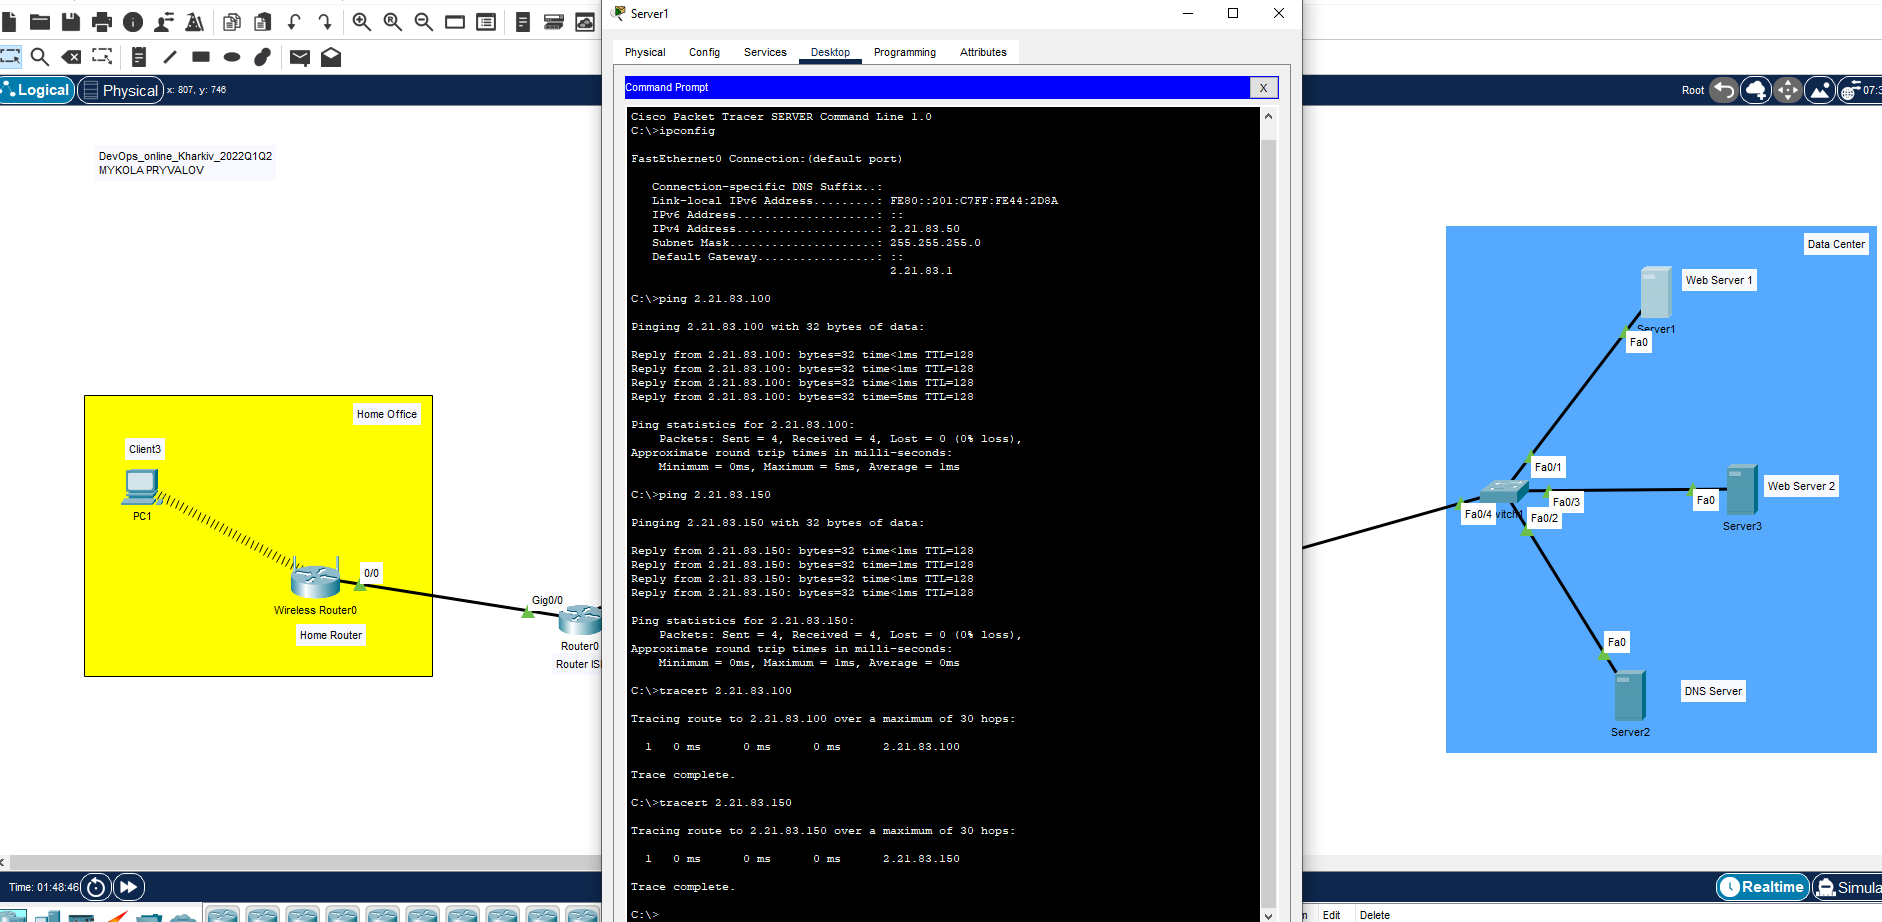 Server1
Physical Config Services Desktop Programming Attributes
Logical Physical x: 807, y: 746
Root
07:3
DevOps_online_Kharkiv_2022Q1Q2
MYKOLA PRYVALOV
Command Prompt
X
Cisco Packet Tracer SERVER Command Line 1.0
C:\>ipconfig
FastEthernet0 Connection:(default port)
Connection-specific DNS Suffix..:
Link-local IPv6 Address.........: FE80::201:C7FF:FE44:2D8A
IPv6 Address....................: ::
IPv4 Address....................: 2.21.83.50
Subnet Mask.....................: 255.255.255.0
Default Gateway.................: ::
2.21.83.1
C:\>ping 2.21.83.100
Pinging 2.21.83.100 with 32 bytes of data:
Reply from 2.21.83.100: bytes=32 time<1ms TTL=128
Reply from 2.21.83.100: bytes=32 time<1ms TTL=128
Reply from 2.21.83.100: bytes=32 time<1ms TTL=128
Reply from 2.21.83.100: bytes=32 time=5ms TTL=128
Ping statistics for 2.21.83.100:
Packets: Sent = 4, Received = 4, Lost = 0 (0% loss),
Approximate round trip times in milli-seconds:
Minimum = 0ms, Maximum = 5ms, Average = 1ms
C:\>ping 2.21.83.150
Pinging 2.21.83.150 with 32 bytes of data:
Reply from 2.21.83.150: bytes=32 time<1ms TTL=128
Reply from 2.21.83.150: bytes=32 time=1ms TTL=128
Reply from 2.21.83.150: bytes=32 time<1ms TTL=128
Reply from 2.21.83.150: bytes=32 time<1ms TTL=128
Ping statistics for 2.21.83.150:
Packets: Sent = 4, Received = 4, Lost = 0 (0% loss),
Approximate round trip times in milli-seconds:
Minimum = 0ms, Maximum = 1ms, Average = 0ms
C:\>tracert 2.21.83.100
Tracing route to 2.21.83.100 over a maximum of 30 hops:
1 0 ms 0 ms 0 ms 2.21.83.100
Trace complete.
C:\>tracert 2.21.83.150
Tracing route to 2.21.83.150 over a maximum of 30 hops:
1 0 ms 0 ms 0 ms 2.21.83.150
Trace complete.
C:\>
Home Office
Client3
PC1
0/0
Wireless Router0
Home Router
Gig0/0
Router0
Router IS
Data Center
Web Server 1
Server1
Fa0
Fa0/1
Web Server 2
Fa0/3
Fa0
Fa0/4
witch1
Fa0/2
Server3
Fa0
DNS Server
Server2
Time: 01:48:46
Realtime
Simula
Edit
Delete